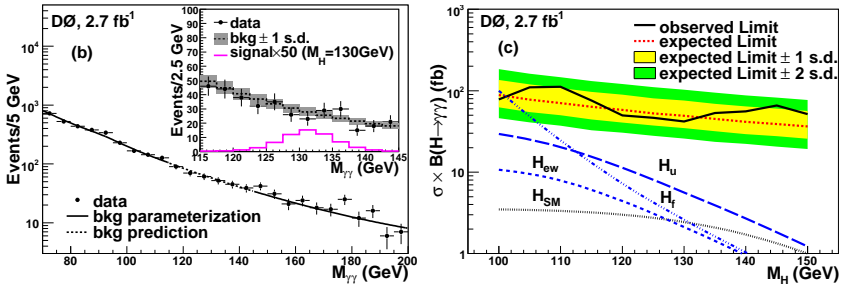 DØ, 2.7 fb⁻¹
(b)
Events/5 GeV
10⁴
10³
10²
10
80 100 120 140 160 180 200
M_γγ (GeV)
data
bkg parameterization
bkg prediction
Events/2.5 GeV
90
80
70
60
50
40
30
20
10
0
115 120 125 130 135 140 145
M_γγ (GeV)
data
bkg ± 1 s.d.
signal×50 (M_H=130GeV)
DØ, 2.7 fb⁻¹
(c)
σ × B(H→γγ) (fb)
10³
10²
10
1
100 110 120 130 140 150
M_H (GeV)
observed Limit
expected Limit
expected Limit ± 1 s.d.
expected Limit ± 2 s.d.
H_ew
H_SM
H_u
H_f